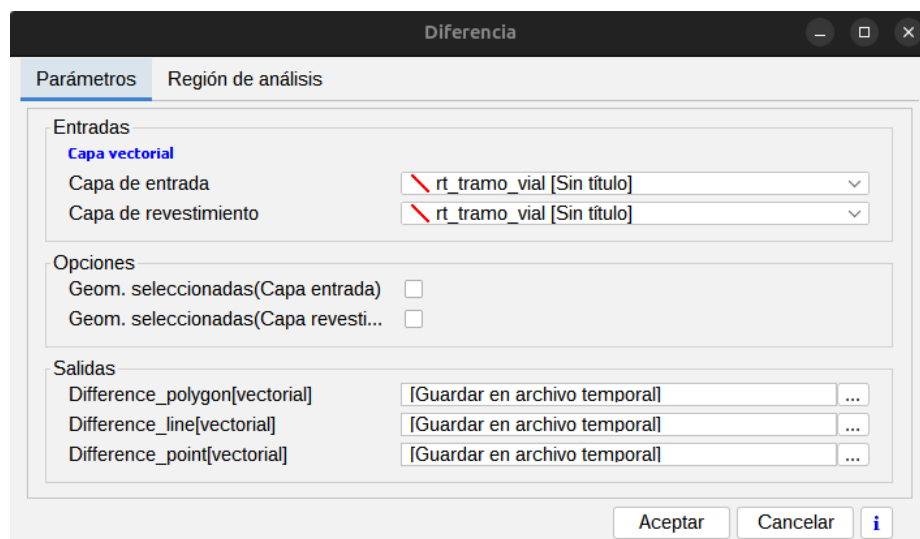 Diferencia
Parámetros Región de análisis
Entradas
Capa vectorial
Capa de entrada rt_tramo_vial [Sin título]
Capa de revestimiento rt_tramo_vial [Sin título]
Opciones
Geom. seleccionadas(Capa entrada)
Geom. seleccionadas(Capa revesti...
Salidas
Difference_polygon[vectorial] [Guardar en archivo temporal] ...
Difference_line[vectorial] [Guardar en archivo temporal] ...
Difference_point[vectorial] [Guardar en archivo temporal] ...
Aceptar Cancelar i